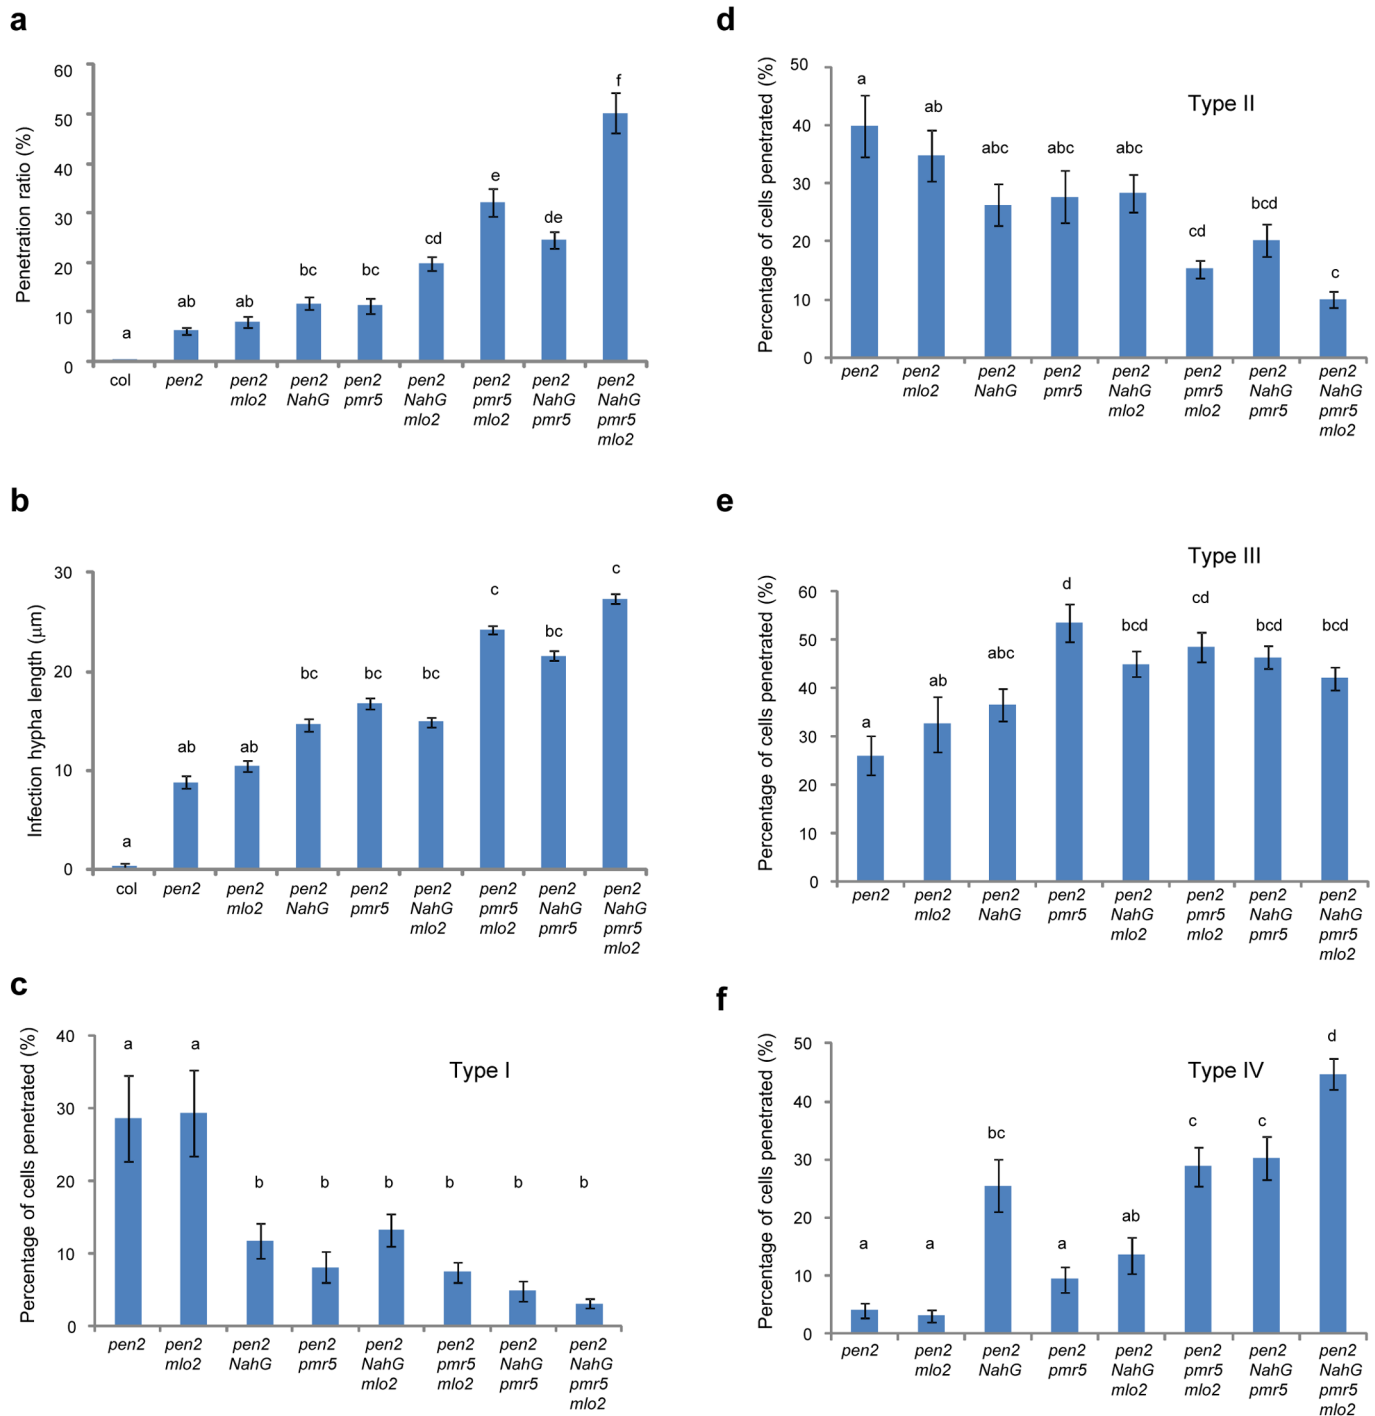 a
Penetration ratio (%)
60
50
40
30
20
10
0
a
ab
ab
bc
bc
cd
e
de
f
col
pen2
pen2
mlo2
pen2
NahG
pen2
pmr5
pen2
NahG
mlo2
pen2
pmr5
mlo2
pen2
NahG
pmr5
pen2
NahG
pmr5
mlo2
b
Infection hypha length (μm)
30
20
10
0
a
ab
ab
bc
bc
bc
c
bc
c
col
pen2
pen2
mlo2
pen2
NahG
pen2
pmr5
pen2
NahG
mlo2
pen2
pmr5
mlo2
pen2
NahG
pmr5
pen2
NahG
pmr5
mlo2
c
Type I
Percentage of cells penetrated (%)
40
30
20
10
0
a
a
b
b
b
b
b
b
pen2
pen2
mlo2
pen2
NahG
pen2
pmr5
pen2
NahG
mlo2
pen2
pmr5
mlo2
pen2
NahG
pmr5
pen2
NahG
pmr5
mlo2
d
Type II
Percentage of cells penetrated (%)
50
40
30
20
10
0
a
ab
abc
abc
abc
cd
bcd
c
pen2
pen2
mlo2
pen2
NahG
pen2
pmr5
pen2
NahG
mlo2
pen2
pmr5
mlo2
pen2
NahG
pmr5
pen2
NahG
pmr5
mlo2
e
Type III
Percentage of cells penetrated (%)
60
50
40
30
20
10
0
a
ab
abc
d
bcd
cd
bcd
bcd
pen2
pen2
mlo2
pen2
NahG
pen2
pmr5
pen2
NahG
mlo2
pen2
pmr5
mlo2
pen2
NahG
pmr5
pen2
NahG
pmr5
mlo2
f
Type IV
Percentage of cells penetrated (%)
50
40
30
20
10
0
a
a
bc
a
ab
c
c
d
pen2
pen2
mlo2
pen2
NahG
pen2
pmr5
pen2
NahG
mlo2
pen2
pmr5
mlo2
pen2
NahG
pmr5
pen2
NahG
pmr5
mlo2